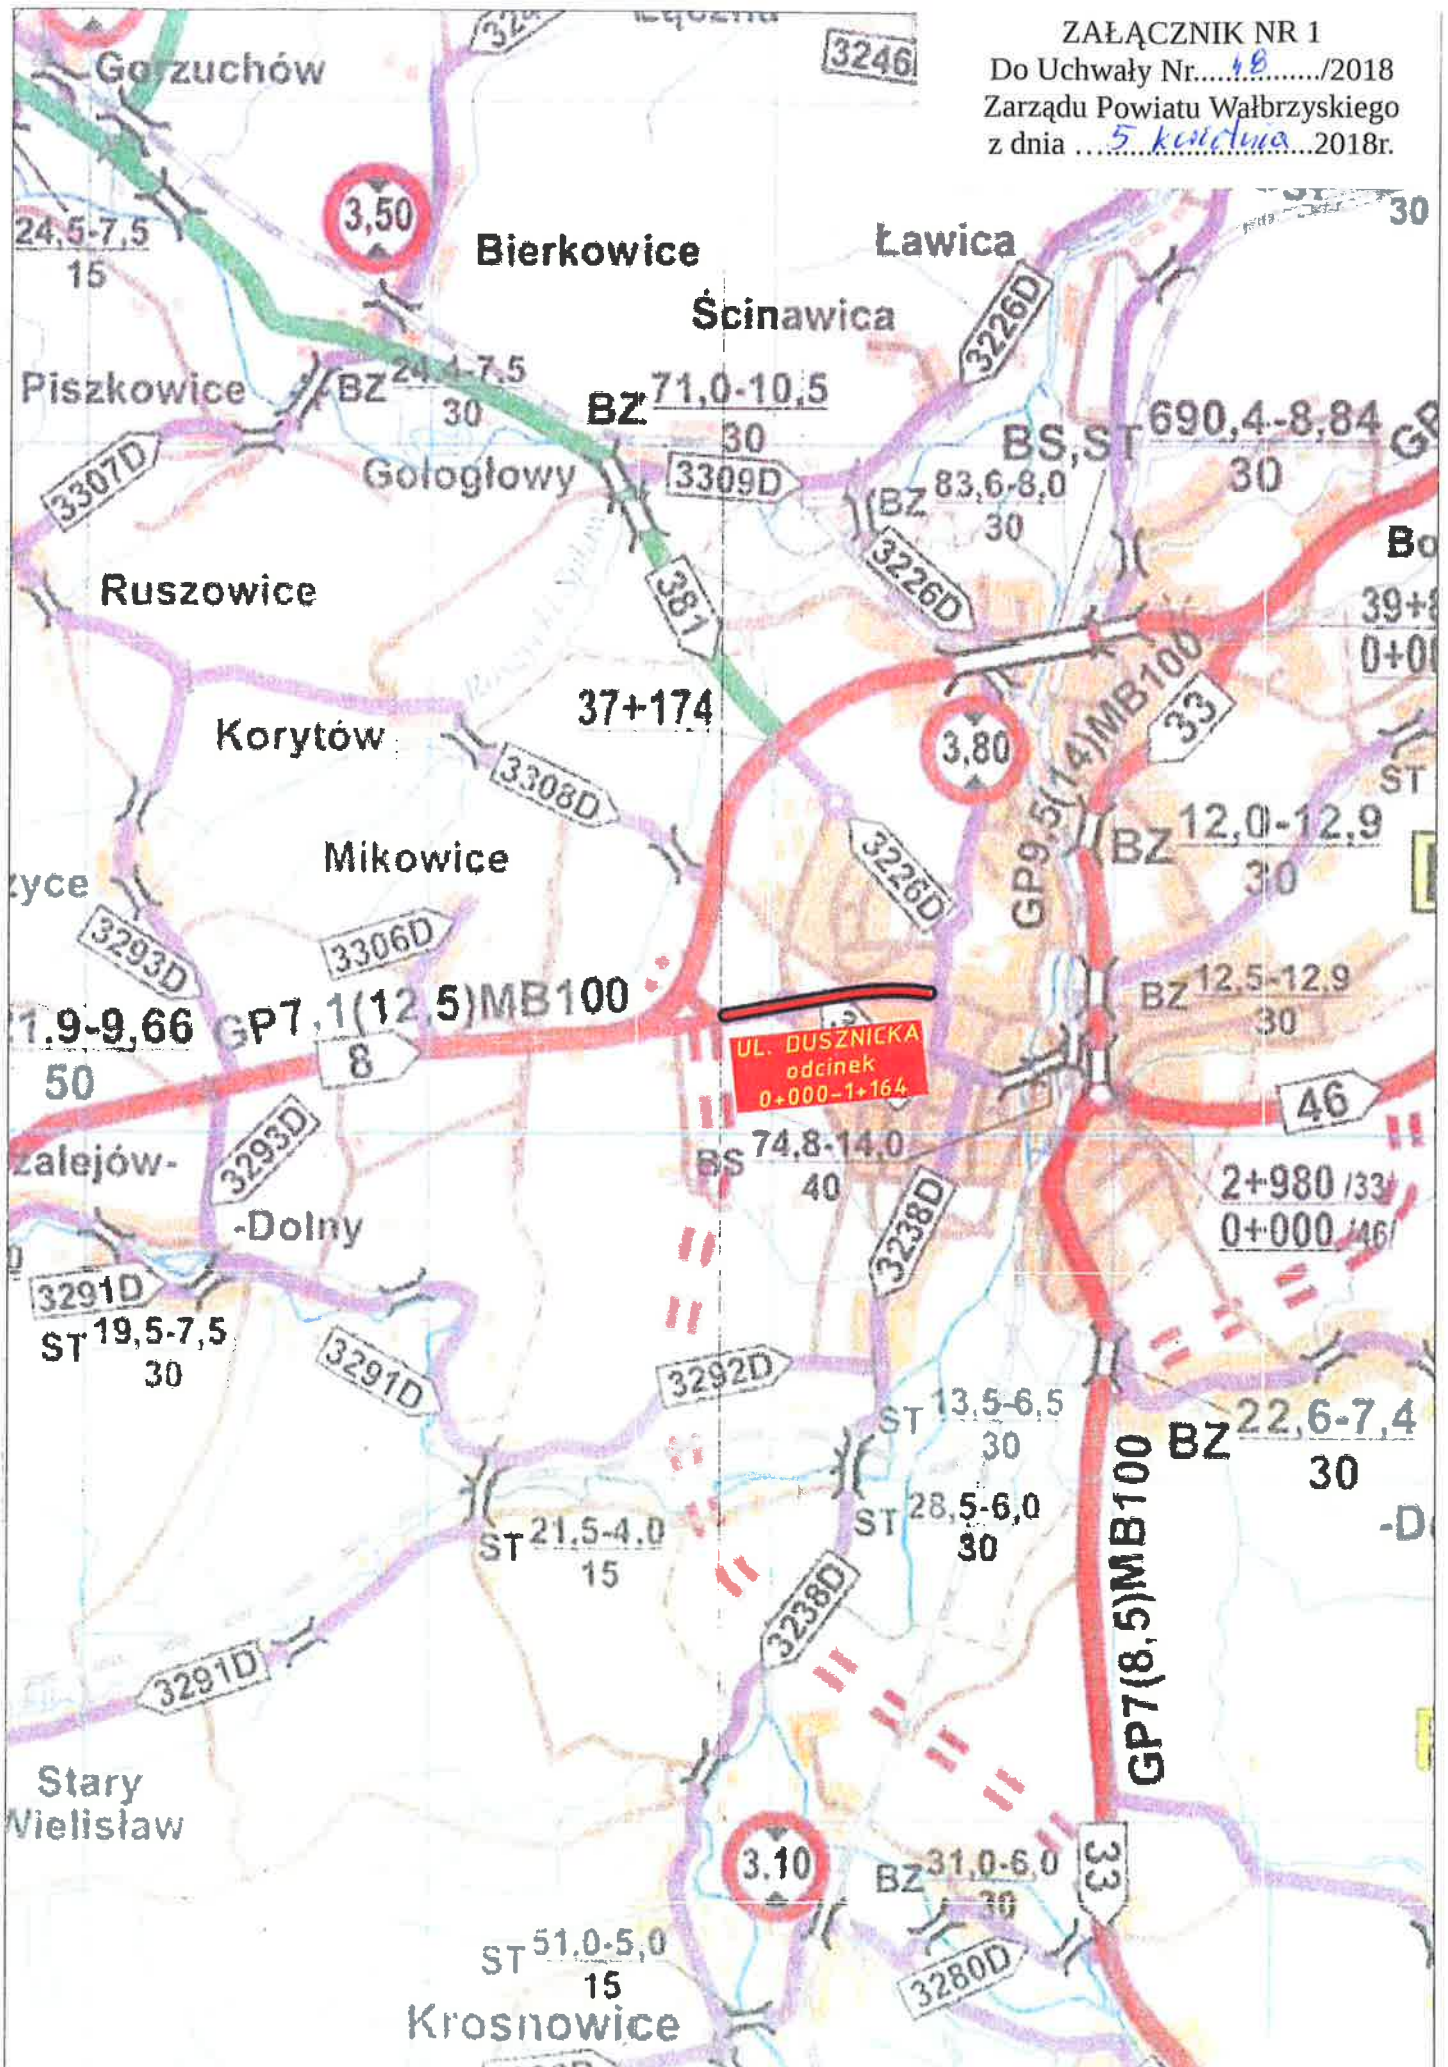 ZAŁĄCZNIK NR 1
Do Uchwały Nr.....48........./2018
Zarządu Powiatu Wałbrzyskiego
z dnia ....5 kwietnia....2018r.
Gorzuchów
3246
3,50
24,5-7,5
15
Bierkowice
Ławica
30
Ścinawica
3226D
Piszkowice
BZ 24,4-7,5
30
BZ 71,0-10,5
30
BS,ST 690,4-8,84
30
3307D
Gologłowy
3309D
BZ 83,6-8,0
30
3226D
Ruszowice
381
39+
0+00
37+174
Korytów
3,80
33
3308D
ST
GP9,5(14)MB100
BZ 12,0-12,9
30
Mikowice
3226D
yce
3306D
3293D
1.9-9,66
50
GP7,1(12,5)MB100
BZ 12,5-12,9
30
8
UL. DUSZNICKA
odcinek
0+000-1+164
46
3293D
zalejów-
BS 74,8-14,0
40
2+980 /33/
0+000 /46/
-Dolny
3238D
3291D
ST 19,5-7,5
30
3291D
3292D
ST 13,5-6,5
30
BZ 22,6-7,4
30
ST 28,5-6,0
30
ST 21,5-4,0
15
GP7(8,5)MB100
3238D
3291D
Stary
Wielisław
3.10
BZ 31,0-6,0
30
33
ST 51,0-5,0
15
3280D
Krosnowice